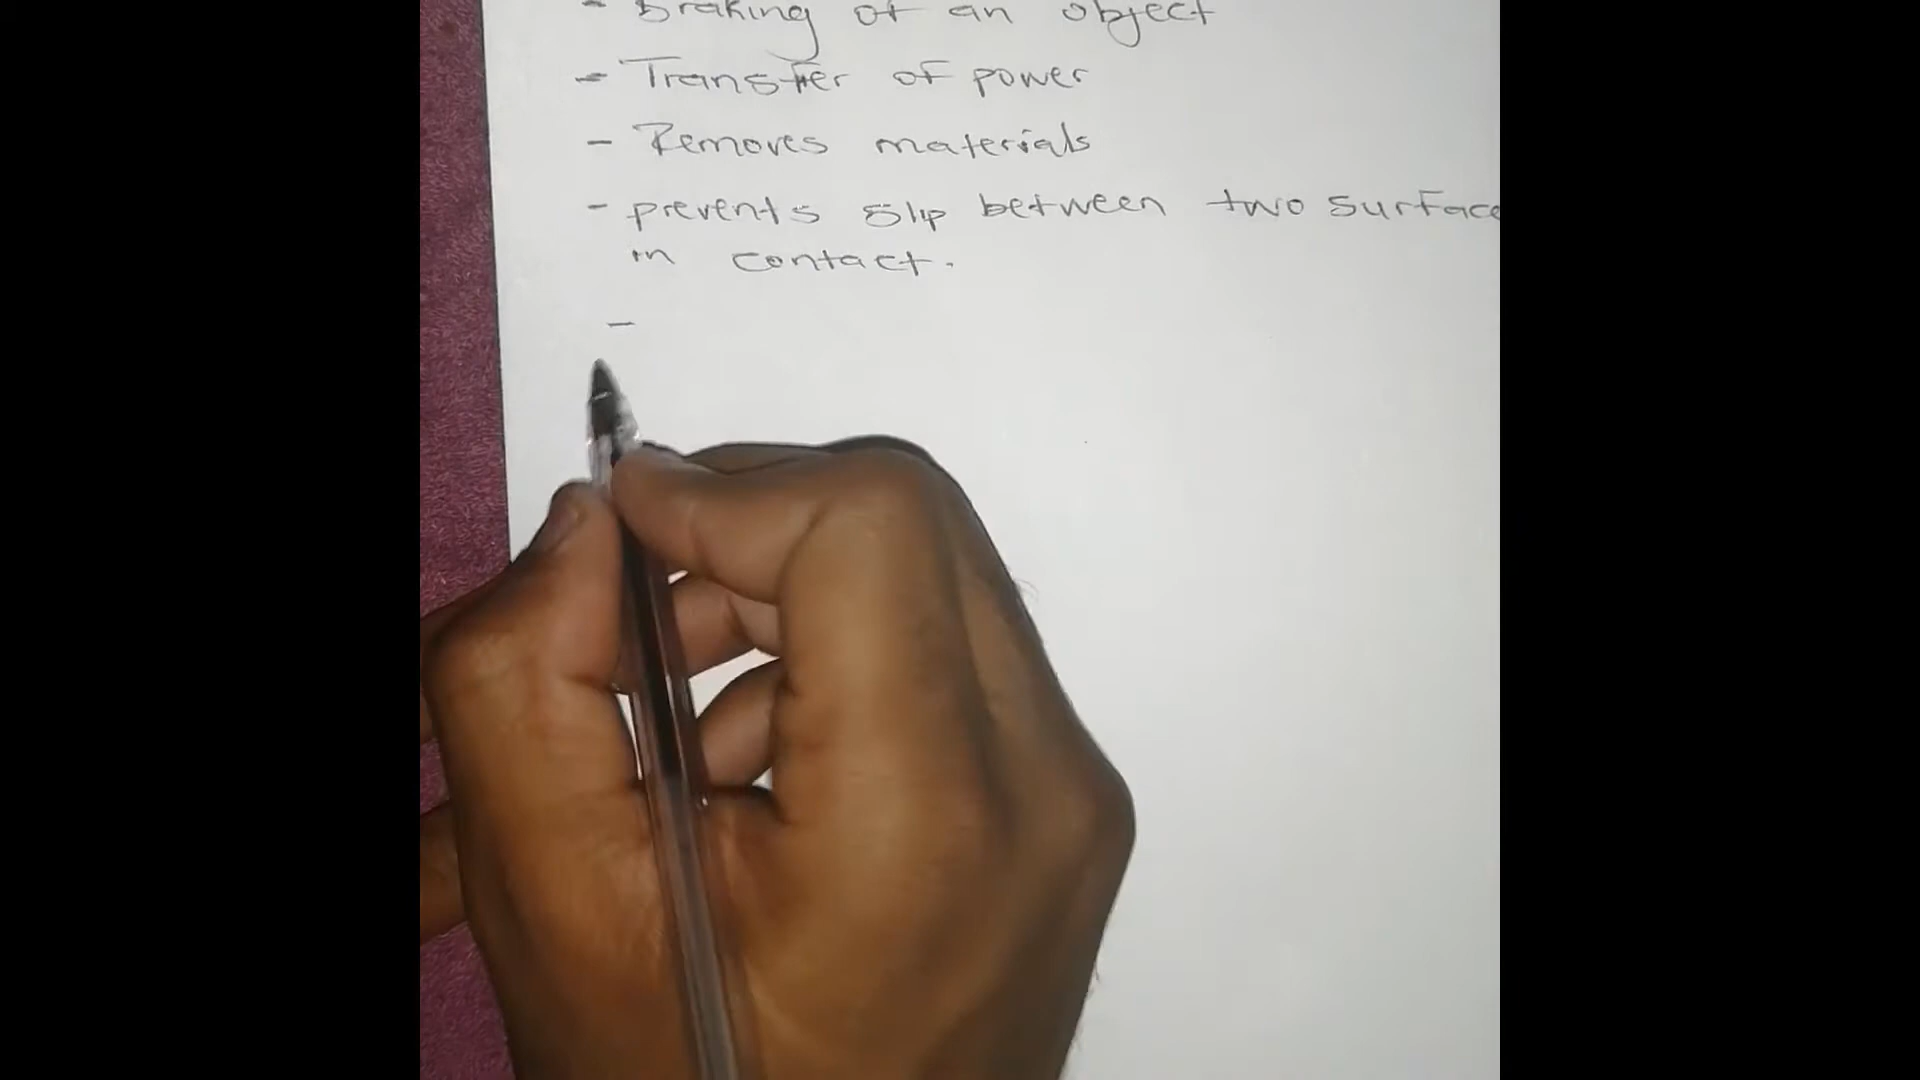 - Braking of an object
- Transfer of power
- Removes materials
- prevents slip between two surface
in contact.
-